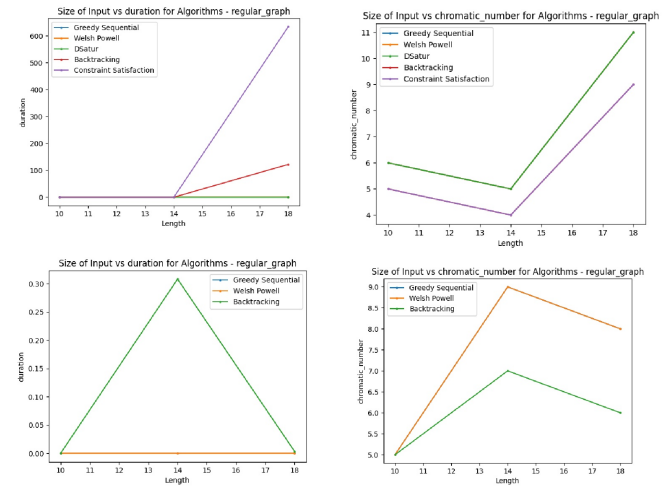 Size of Input vs duration for Algorithms - regular_graph
Greedy Sequential
Welsh Powell
DSatur
Backtracking
Constraint Satisfaction
600
500
400
300
200
100
0
duration
10 11 12 13 14 15 16 17 18
Length
Size of Input vs chromatic_number for Algorithms - regular_graph
Greedy Sequential
Welsh Powell
DSatur
Backtracking
Constraint Satisfaction
11
10
9
8
7
6
5
4
chromatic_number
10 11 12 13 14 15 16 17 18
Length
Size of Input vs duration for Algorithms - regular_graph
Greedy Sequential
Welsh Powell
Backtracking
0.30
0.25
0.20
0.15
0.10
0.05
0.00
duration
10 11 12 13 14 15 16 17 18
Length
Size of Input vs chromatic_number for Algorithms - regular_graph
Greedy Sequential
Welsh Powell
Backtracking
9.0
8.5
8.0
7.5
7.0
6.5
6.0
5.5
5.0
chromatic_number
10 11 12 13 14 15 16 17 18
Length